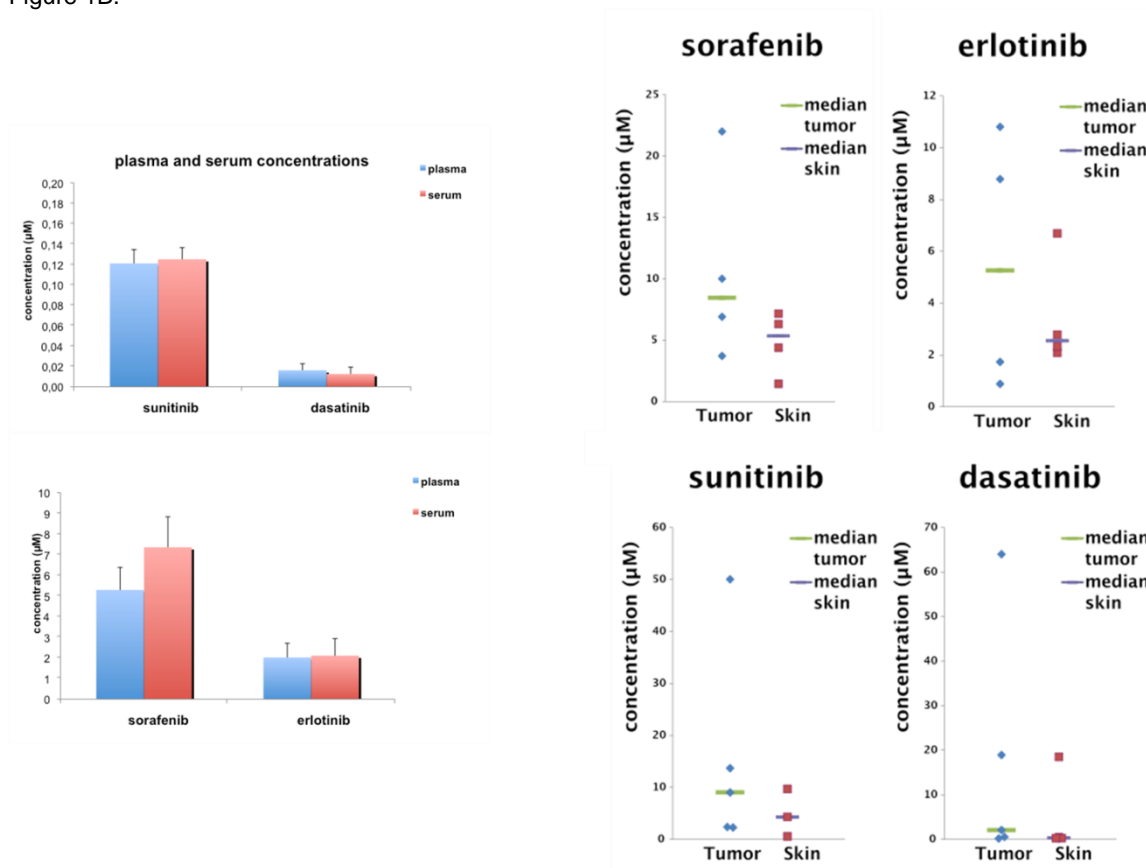 Figure 1B.
plasma and serum concentrations
plasma
serum
concentration (µM)
0,20
0,18
0,16
0,14
0,12
0,10
0,08
0,06
0,04
0,02
0,00
sunitinib
dasatinib
plasma
serum
concentration (µM)
10
9
8
7
6
5
4
3
2
1
0
sorafenib
erlotinib
sorafenib
median
tumor
median
skin
concentration (µM)
25
20
15
10
5
0
Tumor Skin
erlotinib
median
tumor
median
skin
concentration (µM)
12
10
8
6
4
2
0
Tumor Skin
sunitinib
median
tumor
median
skin
concentration (µM)
60
50
40
30
20
10
0
Tumor Skin
dasatinib
median
tumor
median
skin
concentration (µM)
70
60
50
40
30
20
10
0
Tumor Skin